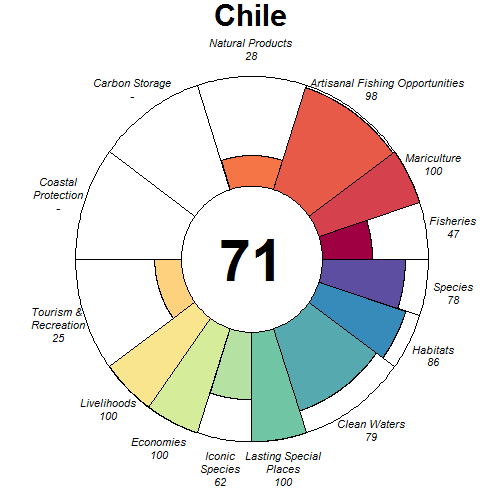 Chile
Natural Products
28
Carbon Storage
-
Artisanal Fishing Opportunities
98
Mariculture
100
Coastal
Protection
-
Fisheries
47
71
Species
78
Tourism &
Recreation
25
Habitats
86
Livelihoods
100
Clean Waters
79
Economies
100
Iconic
Species
62
Lasting Special
Places
100